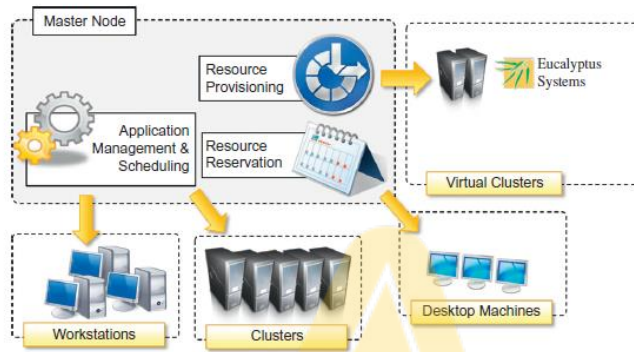 Master Node
Resource
Provisioning
Eucalyptus
Systems
Application
Management &
Scheduling
Resource
Reservation
Virtual Clusters
Workstations
Clusters
Desktop Machines